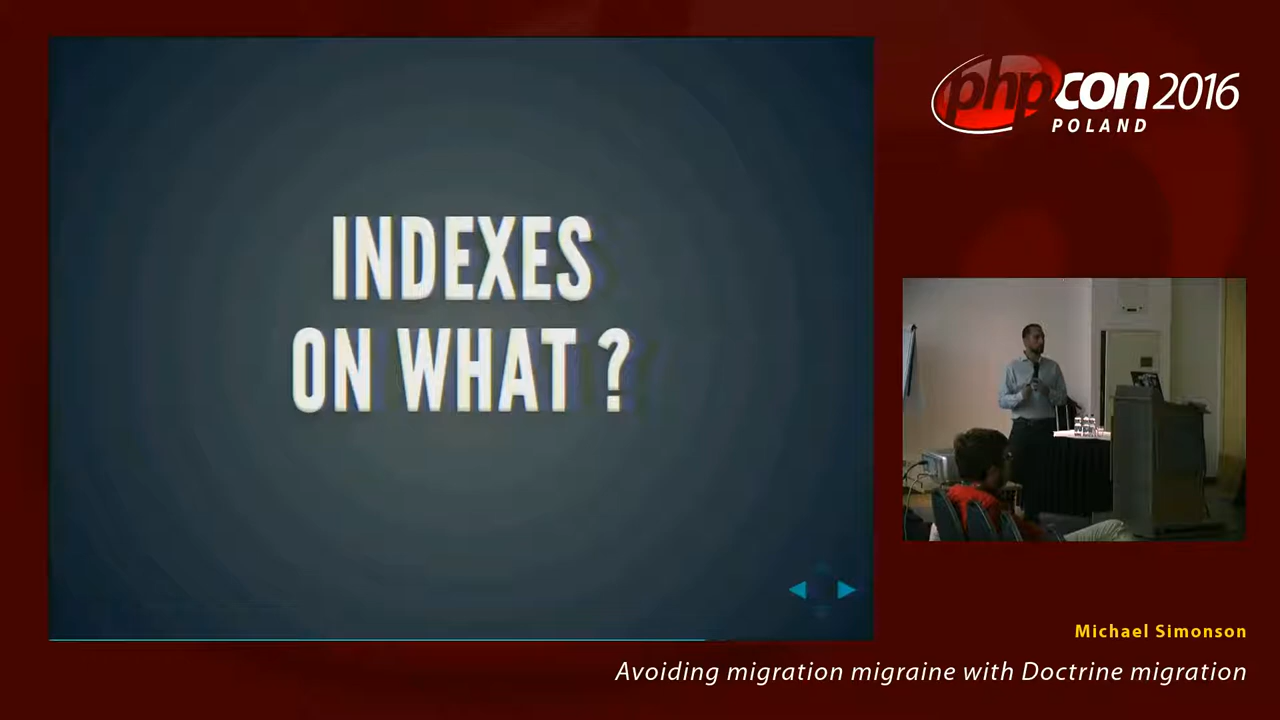 INDEXES
ON WHAT ?
phpcon 2016
POLAND
Michael Simonson
Avoiding migration migraine with Doctrine migration